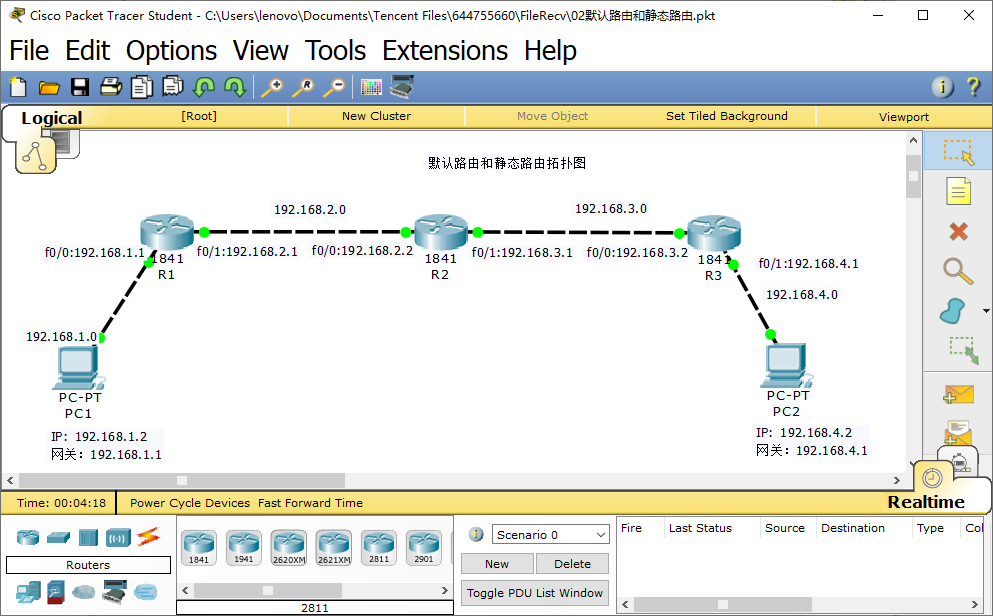 Cisco Packet Tracer Student - C:\Users\lenovo\Documents\Tencent Files\644755660\FileRecv\02默认路由和静态路由.pkt
File Edit Options View Tools Extensions Help
Logical [Root] New Cluster Move Object Set Tiled Background Viewport
默认路由和静态路由拓扑图
192.168.2.0
192.168.3.0
f0/0:192.168.1.1
f0/1:192.168.2.1
f0/0:192.168.2.2
f0/1:192.168.3.1
f0/0:192.168.3.2
1841
R1
1841
R2
1841
R3
f0/1:192.168.4.1
192.168.4.0
192.168.1.0
PC-PT
PC1
PC-PT
PC2
IP: 192.168.1.2
网关: 192.168.1.1
IP: 192.168.4.2
网关: 192.168.4.1
Realtime
Time: 00:04:18 Power Cycle Devices Fast Forward Time
Routers
1841 1941 2620XM 2621XM 2811 2901
2811
Scenario 0
New Delete
Toggle PDU List Window
Fire Last Status Source Destination Type Col